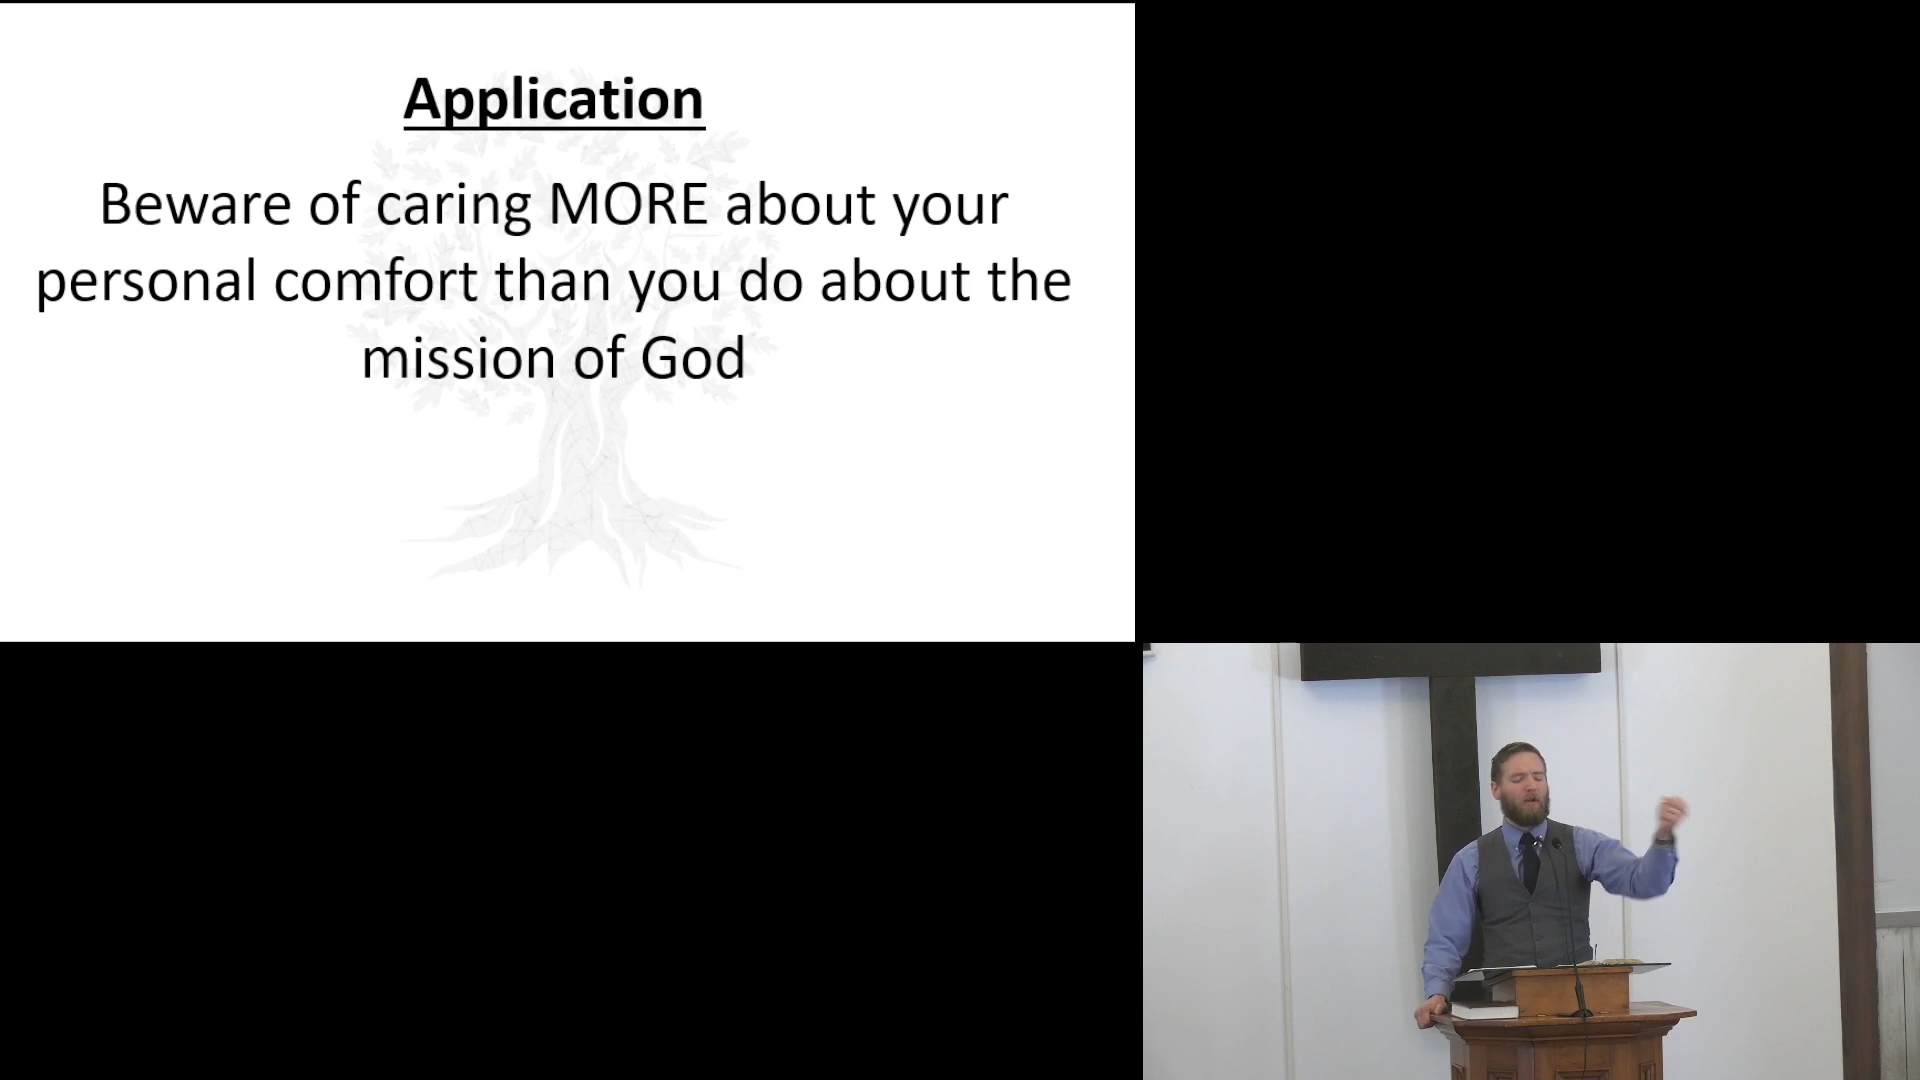 Application
Beware of caring MORE about your
personal comfort than you do about the
mission of God